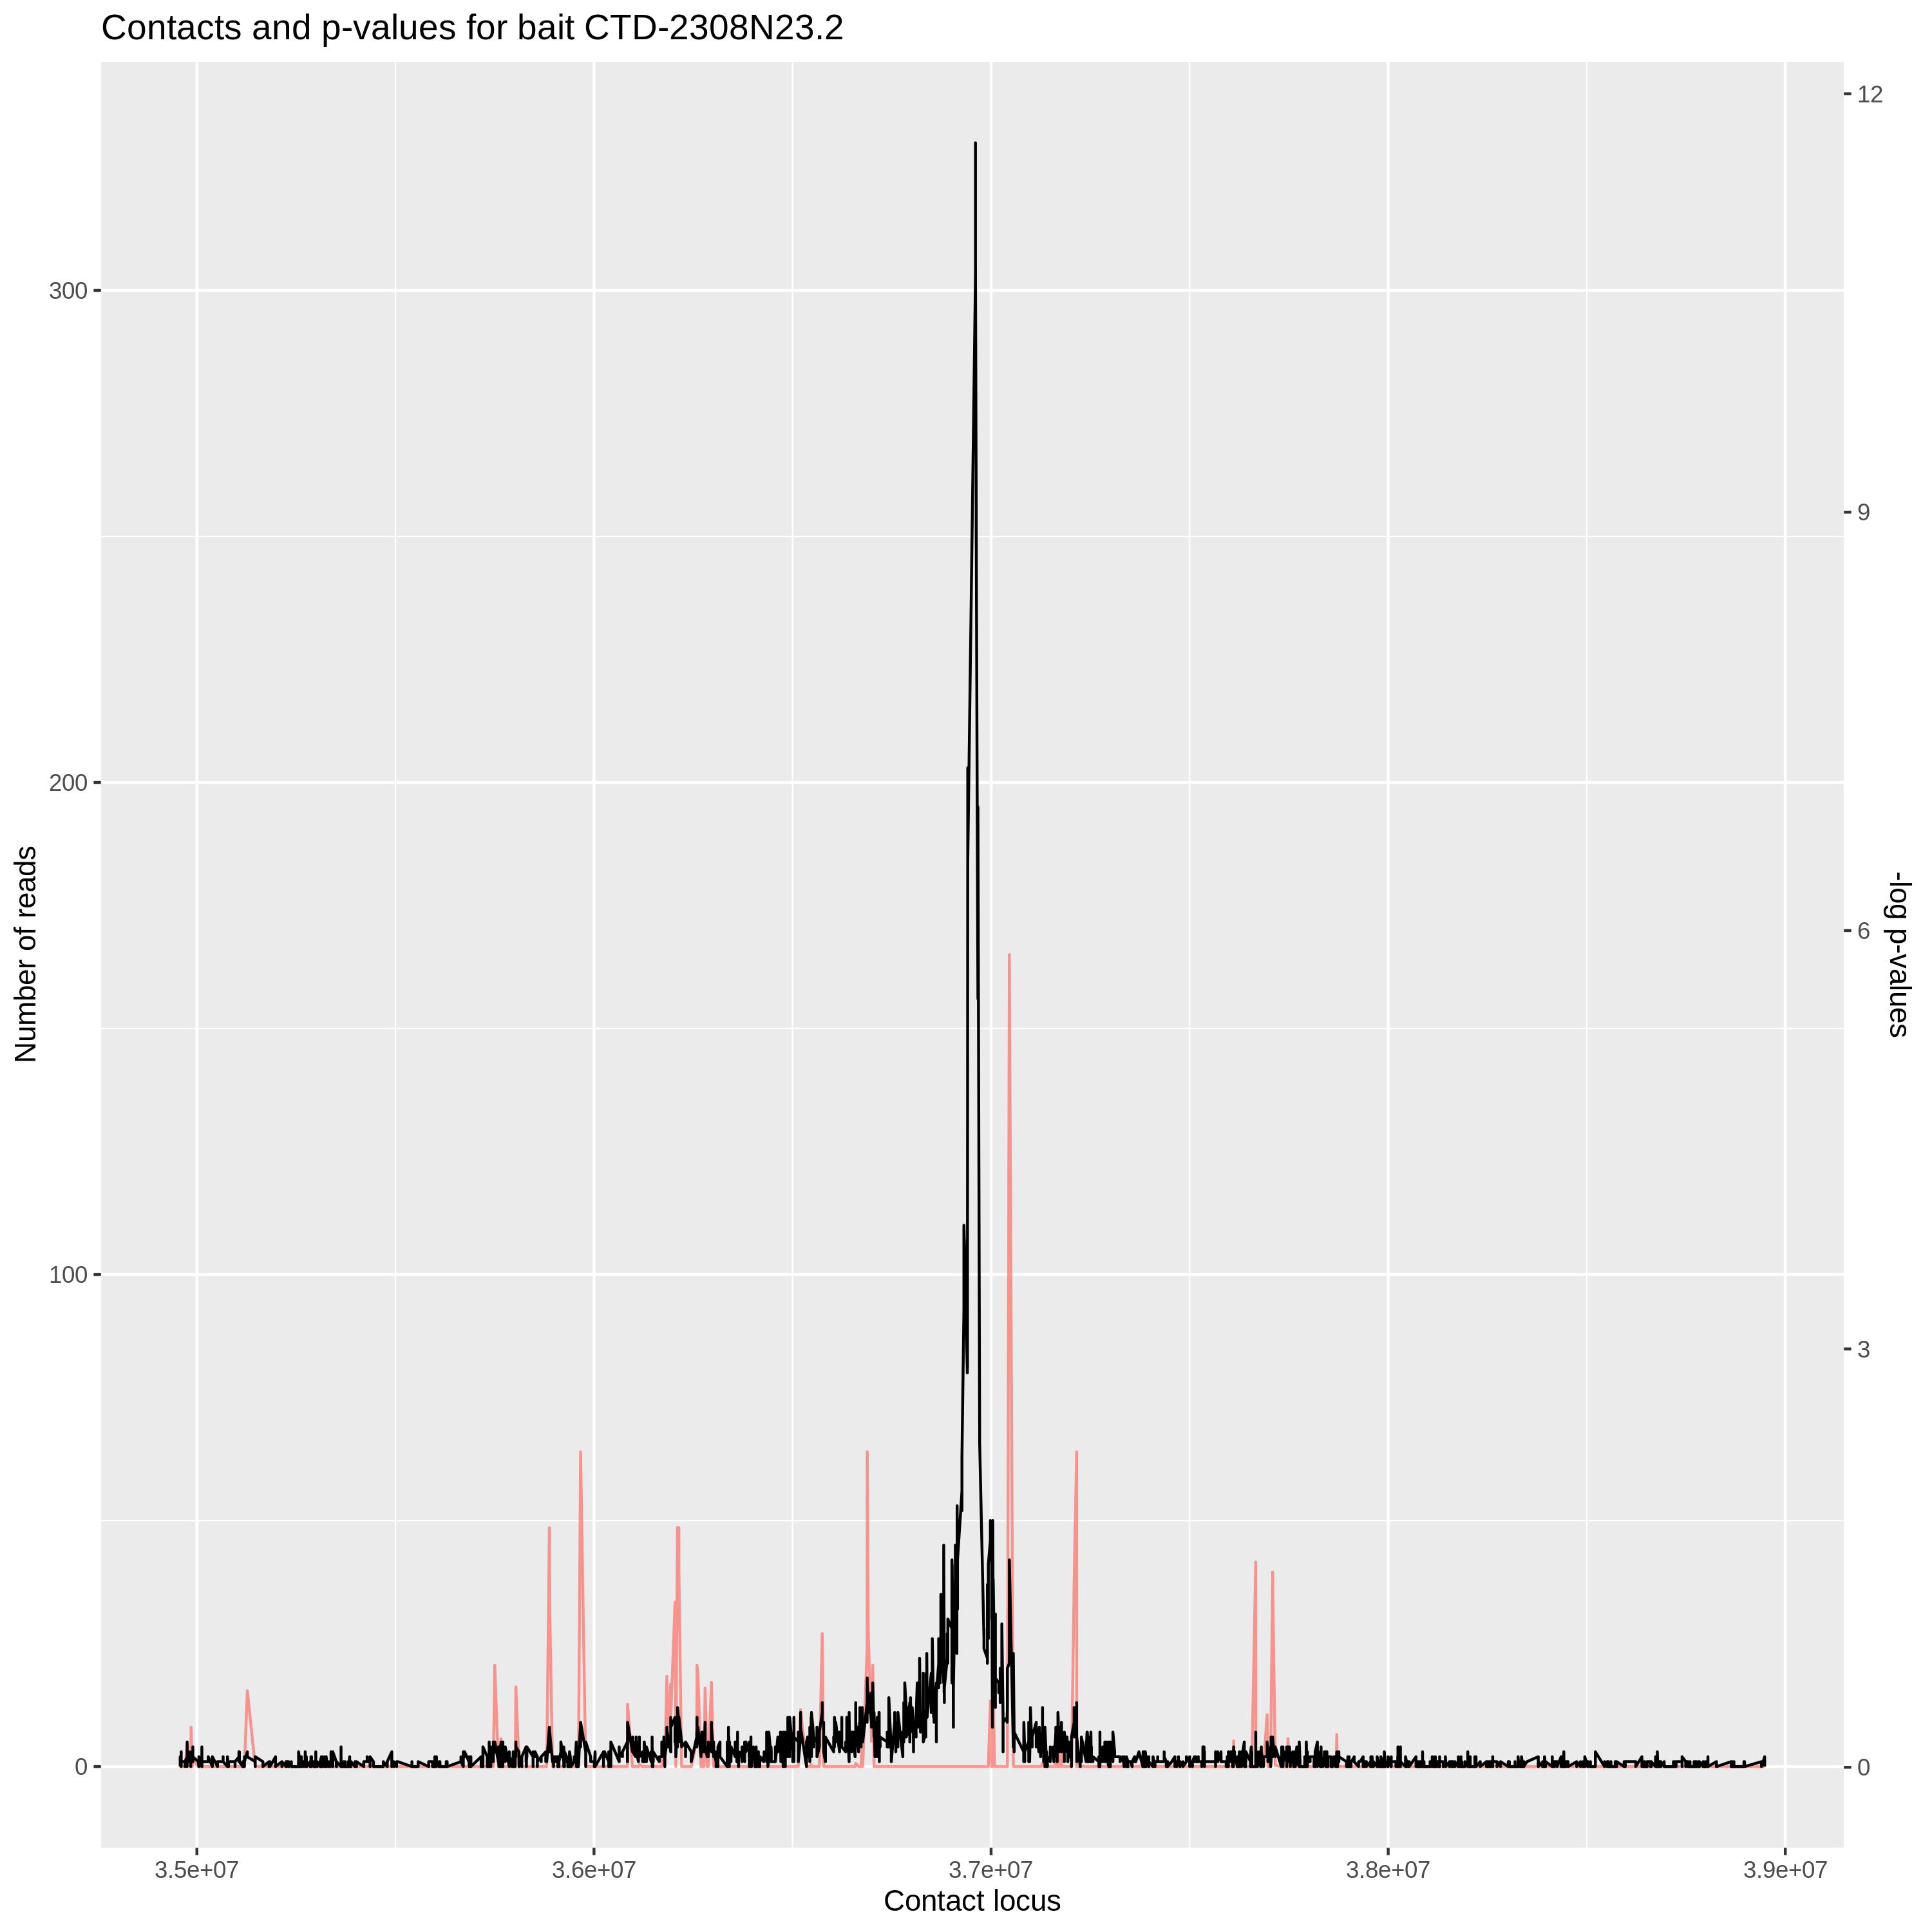 Contacts and p-values for bait CTD-2308N23.2
Number of reads
300
200
100
0
12
9
6
3
0
-log p-values
3.5e+07 3.6e+07 3.7e+07 3.8e+07 3.9e+07
Contact locus